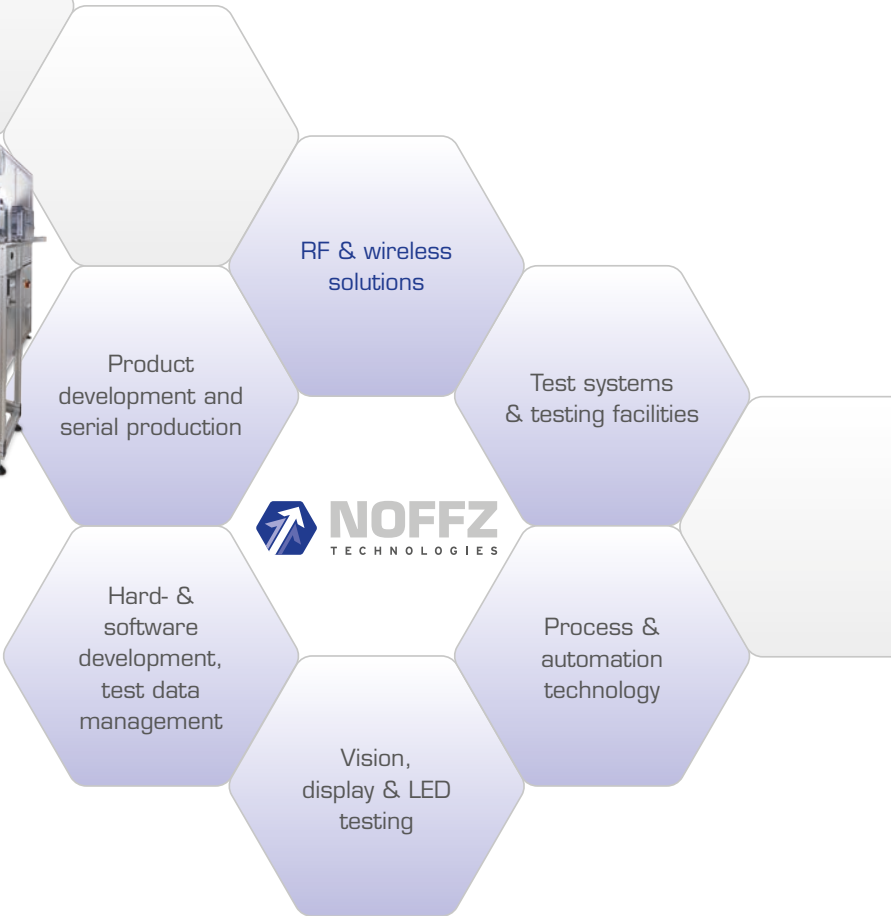 RF & wireless
solutions
Product
development and
serial production
Test systems
& testing facilities
NOFFZ
TECHNOLOGIES
Hard- &
software
development,
test data
management
Process &
automation
technology
Vision,
display & LED
testing